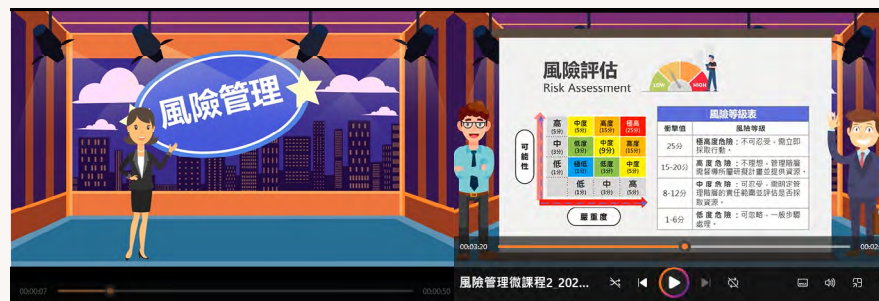 風險管理
00:00:07
00:00:50
風險評估
Risk Assessment
LOW
HIGH
可能性
高 (5分) 中度 (5分) 高度 (15分) 極高 (25分)
中 (3分) 低度 (3分) 中度 (9分) 高度 (15分)
低 (1分) 極低 (1分) 低度 (3分) 中度 (5分)
低 (1分) 中 (3分) 高 (5分)
嚴重度
風險等級表
衝擊值 風險等級
25分 極高度危險：不可忍受，需立即
採取行動。
15-20分 高度危險：不理想，管理階層
需督導所屬研擬計畫並提供資源。
8-12分 中度危險：可忍受，需明定管
理階層的責任範圍並評估是否採
取資源。
1-6分 低度危險：可忽略，一般步驟
處理。
00:03:20
風險管理微課程2_202...